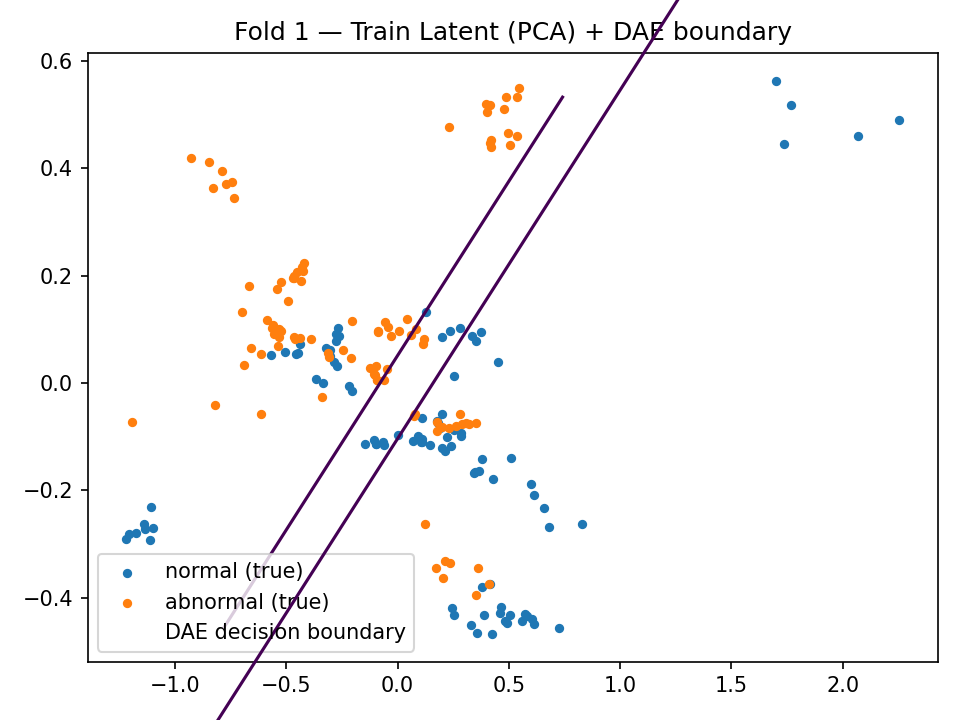 Fold 1 — Train Latent (PCA) + DAE boundary
0.6
0.4
0.2
0.0
−0.2
−0.4
normal (true)
abnormal (true)
DAE decision boundary
−1.0 −0.5 0.0 0.5 1.0 1.5 2.0